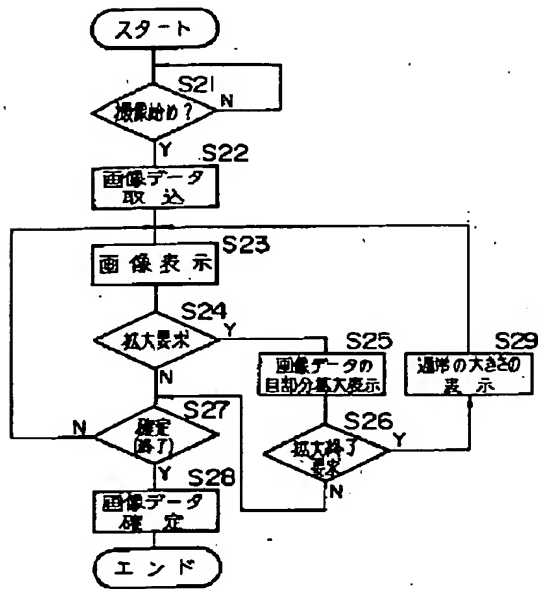 スタート
S21
撮像始め?
N
Y
S22
画像データ
取込
S23
画像表示
S24
拡大要求
Y
N
S25
画像データの
目部分拡大表示
S29
通常の大きさの
表示
S26
拡大終了
要求
Y
N
S27
確定
(終了)
N
Y
S28
画像データ
確定
エンド